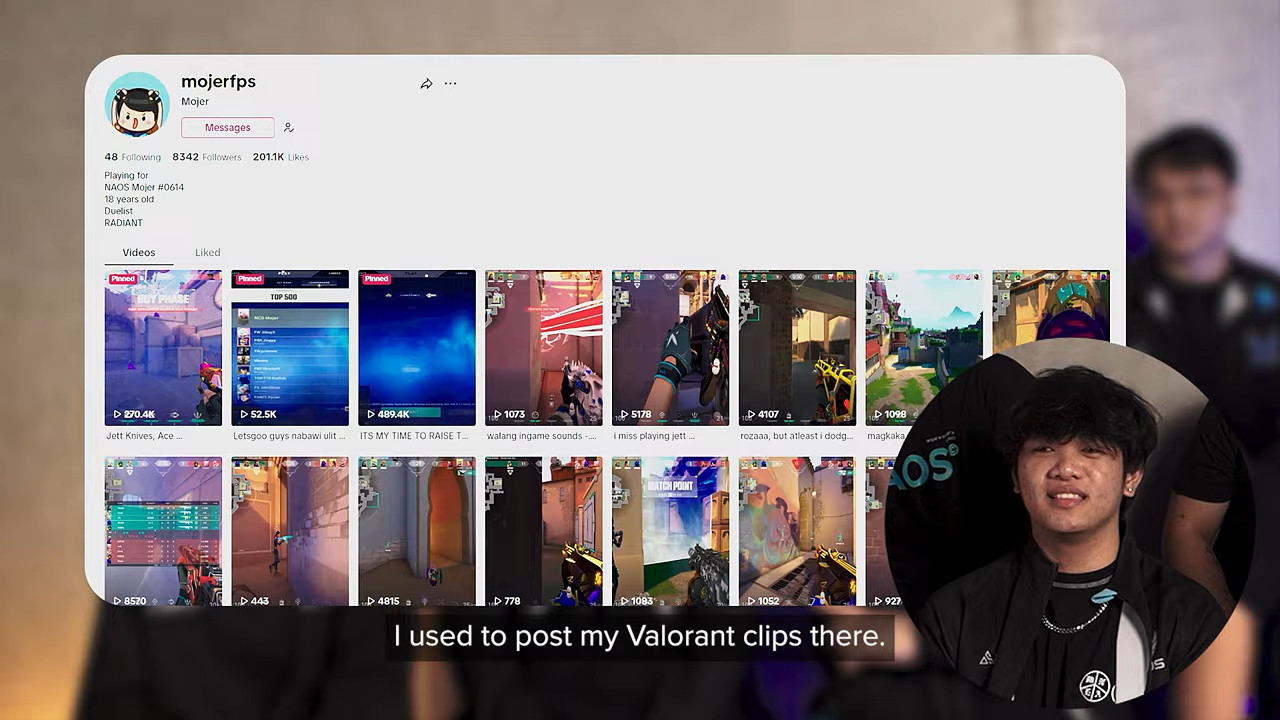 mojerfps
Mojer
Messages
48 Following 8342 Followers 201.1K Likes
Playing for
NAOS Mojer #0614
18 years old
Duelist
RADIANT
Videos Liked
Pinned
BUY PHASE
270.4K
Jett Knives, Ace ...
Pinned
TOP 500
52.5K
Letsgoo guys nabawi ulit ...
Pinned
489.4K
ITS MY TIME TO RAISE T...
1073
walang ingame sounds -...
5178
i miss playing jett ...
4107
rozaaa, but atleast i dodg...
1098
magkaka
8570
443
4815
778
MATCH POINT
1083
1052
927
AOS
I used to post my Valorant clips there.